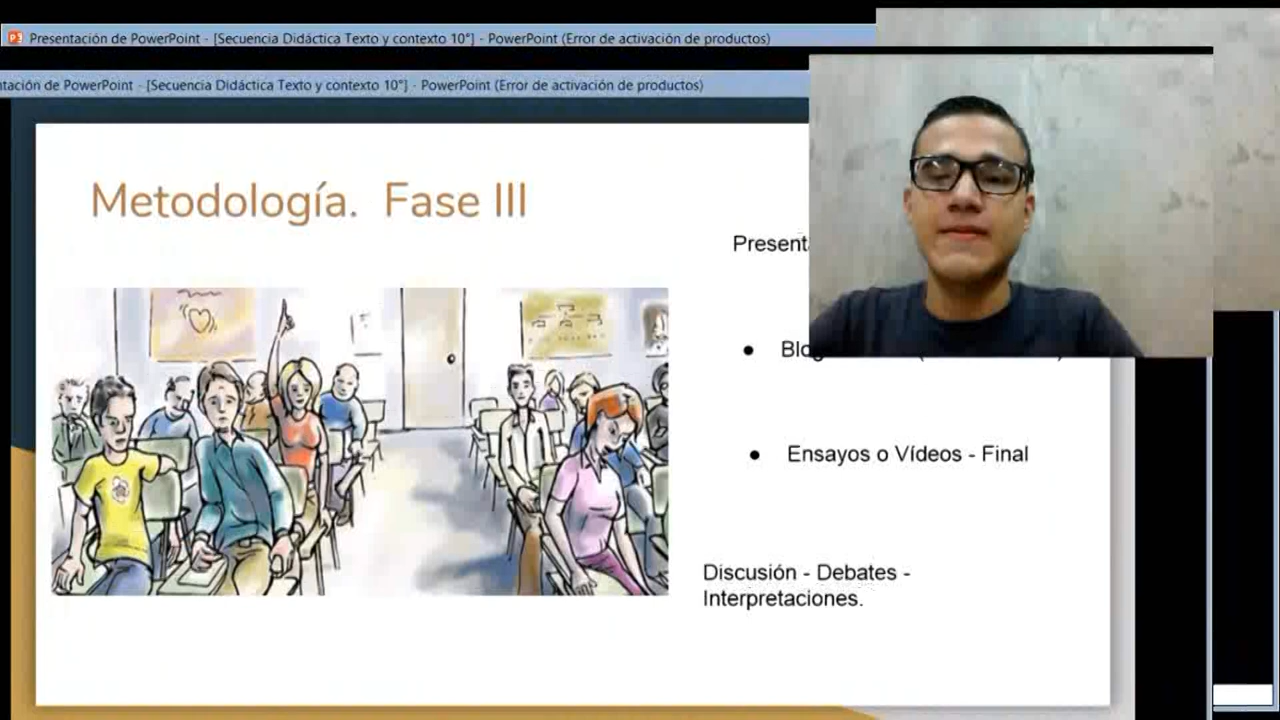 Presentación de PowerPoint - [Secuencia Didáctica Texto y contexto 10°] - PowerPoint (Error de activación de productos)
tación de PowerPoint - [Secuencia Didáctica Texto y contexto 10°] - PowerPoint (Error de activación de productos)
Metodología. Fase III
● Ensayos o Vídeos - Final
Discusión - Debates -
Interpretaciones.